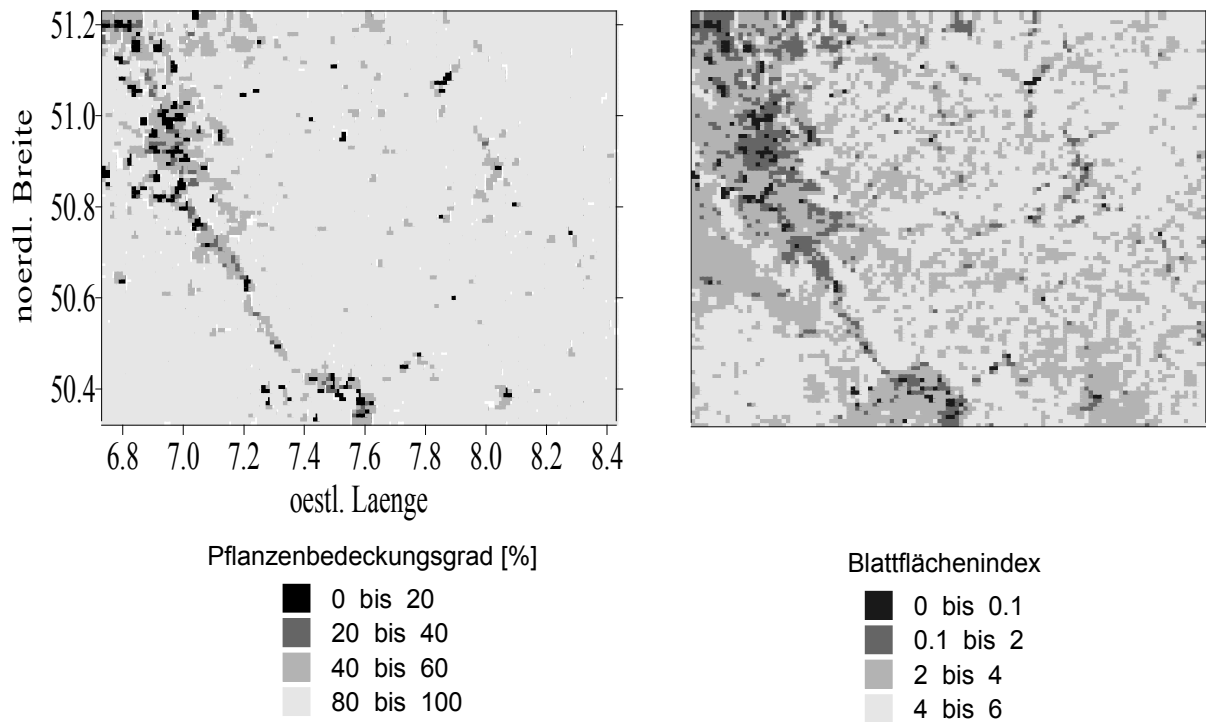 51.2
51.0
50.8
50.6
50.4
noerdl. Breite
6.8 7.0 7.2 7.4 7.6 7.8 8.0 8.2 8.4
oestl. Laenge
Pflanzenbedeckungsgrad [%]
0 bis 20
20 bis 40
40 bis 60
80 bis 100
Blattflächenindex
0 bis 0.1
0.1 bis 2
2 bis 4
4 bis 6